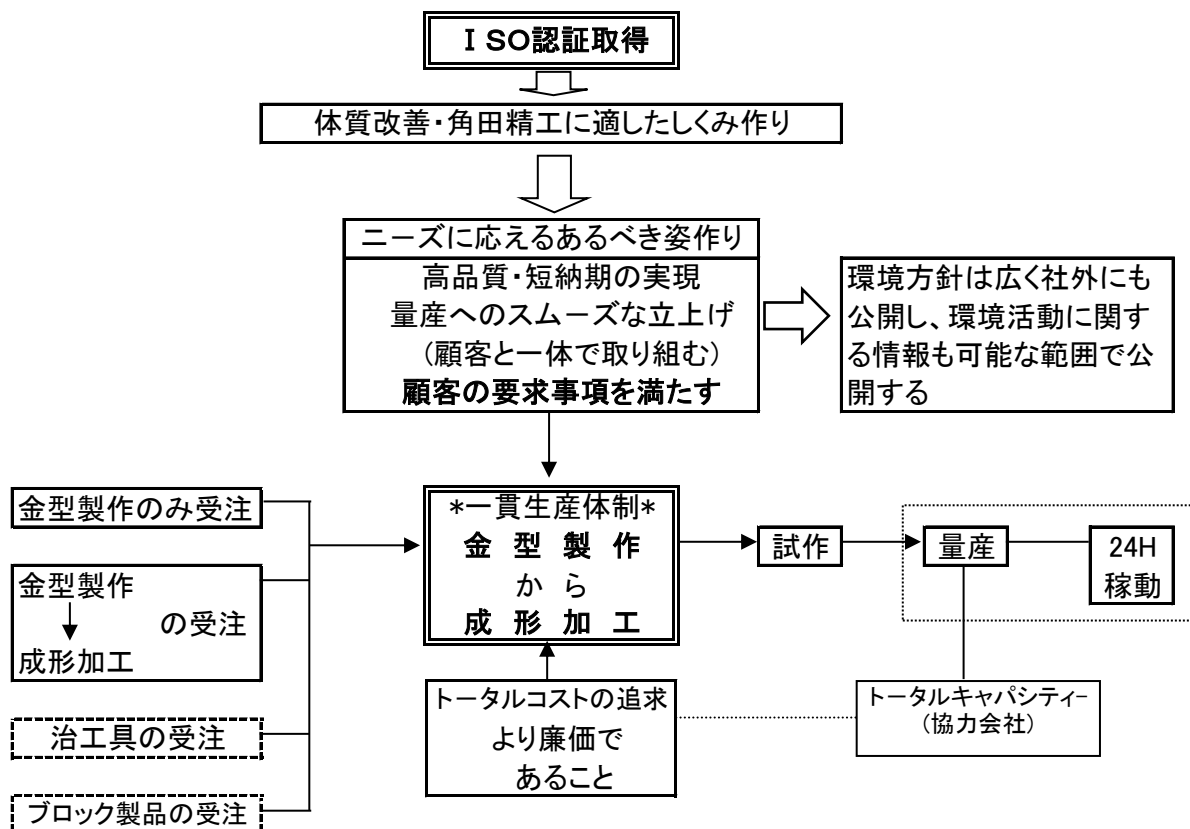 ISO認証取得
体質改善・角田精工に適したしくみ作り
ニーズに応えるあるべき姿作り
高品質・短納期の実現
量産へのスムーズな立上げ
(顧客と一体で取り組む)
顧客の要求事項を満たす
環境方針は広く社外にも
公開し、環境活動に関す
る情報も可能な範囲で公
開する
金型製作のみ受注
金型製作
の受注
成形加工
治工具の受注
ブロック製品の受注
*一貫生産体制*
金型製作
から
成形加工
試作
量産
24H
稼動
トータルコストの追求
より廉価で
あること
トータルキャパシティー
(協力会社)